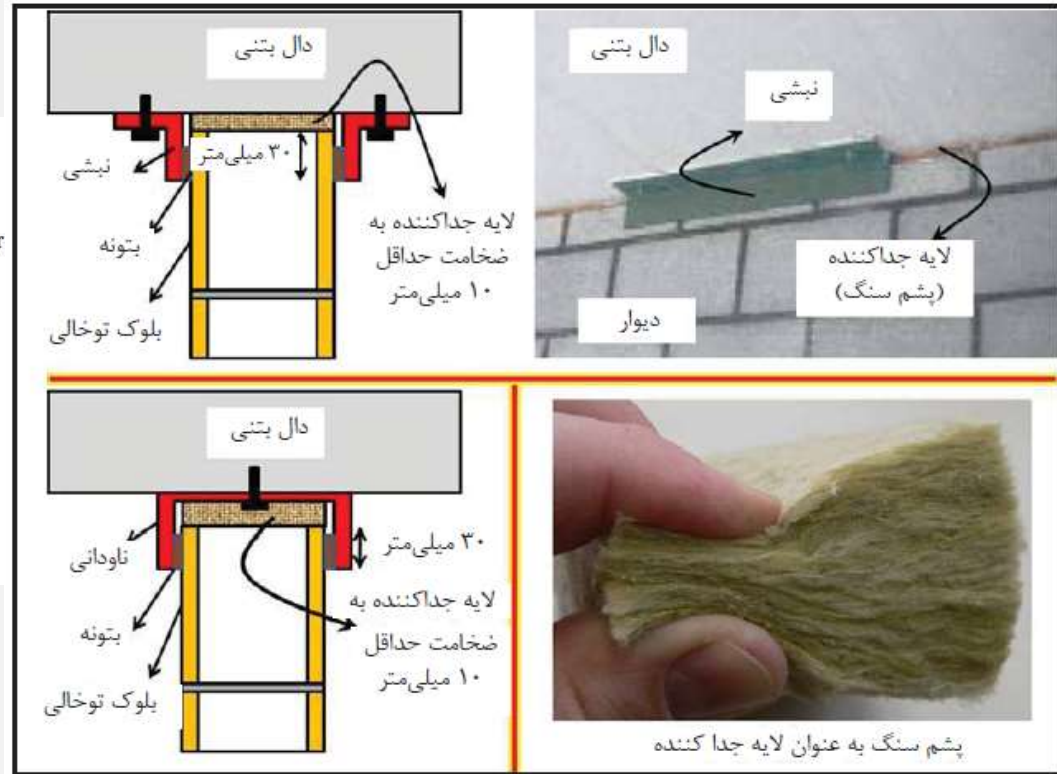 دال بتنی
۳۰ میلی‌متر
نبشی
بتونه
بلوک توخالی
لایه جداکننده به
ضخامت حداقل
۱۰ میلی‌متر
دال بتنی
نبشی
لایه جداکننده
(پشم سنگ)
دیوار
دال بتنی
ناودانی
بتونه
بلوک توخالی
۳۰ میلی‌متر
لایه جداکننده به
ضخامت حداقل
۱۰ میلی‌متر
پشم سنگ به عنوان لایه جدا کننده